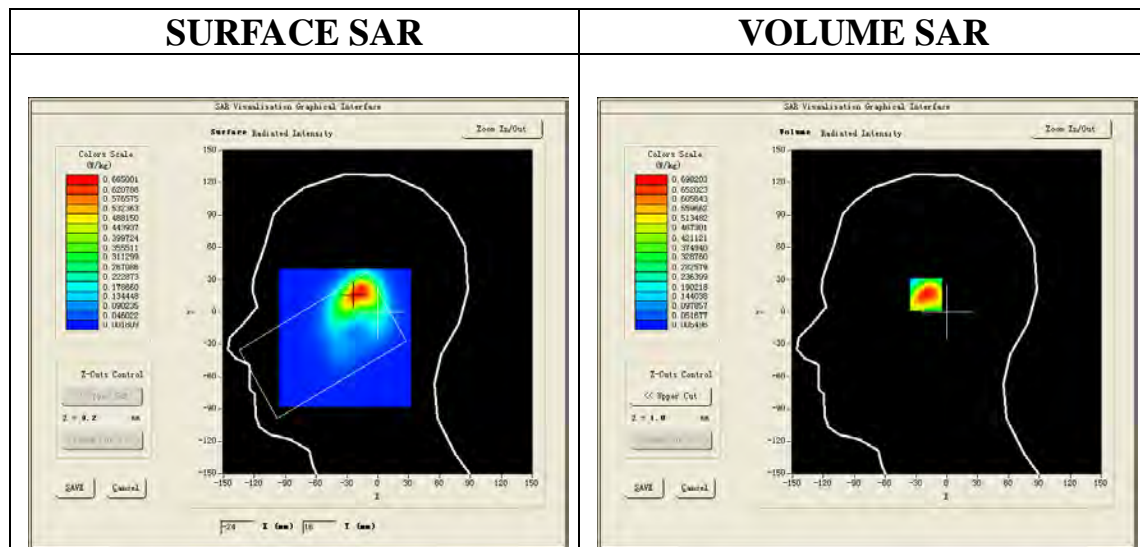 SURFACE SAR
VOLUME SAR
SAR Visualisation Graphical Interface
Surface Radiated Intensity
Zoom In/Out
Colors Scale
(W/kg)
0.665001
0.620788
0.576575
0.532363
0.488150
0.443937
0.399724
0.355511
0.311299
0.267086
0.222873
0.178660
0.134448
0.090235
0.046022
0.001809
Z-Cuts Control
Z = 0.2 mm
SAVE
Cancel
150
120
90
60
30
0
-30
-60
-90
-120
-150
-150 -120 -90 -60 -30 0 30 60 90 120 150
X
-24 X (mm) 16 Y (mm)
SAR Visualisation Graphical Interface
Volume Radiated Intensity
Zoom In/Out
Colors Scale
(W/kg)
0.698203
0.652023
0.605843
0.559662
0.513482
0.467301
0.421121
0.374940
0.328760
0.282579
0.236399
0.190218
0.144038
0.097857
0.051677
0.005496
Z-Cuts Control
<< Upper Cut
Z = 1.0 mm
SAVE
Cancel
150
120
90
60
30
0
-30
-60
-90
-120
-150
-150 -120 -90 -60 -30 0 30 60 90 120 150
X